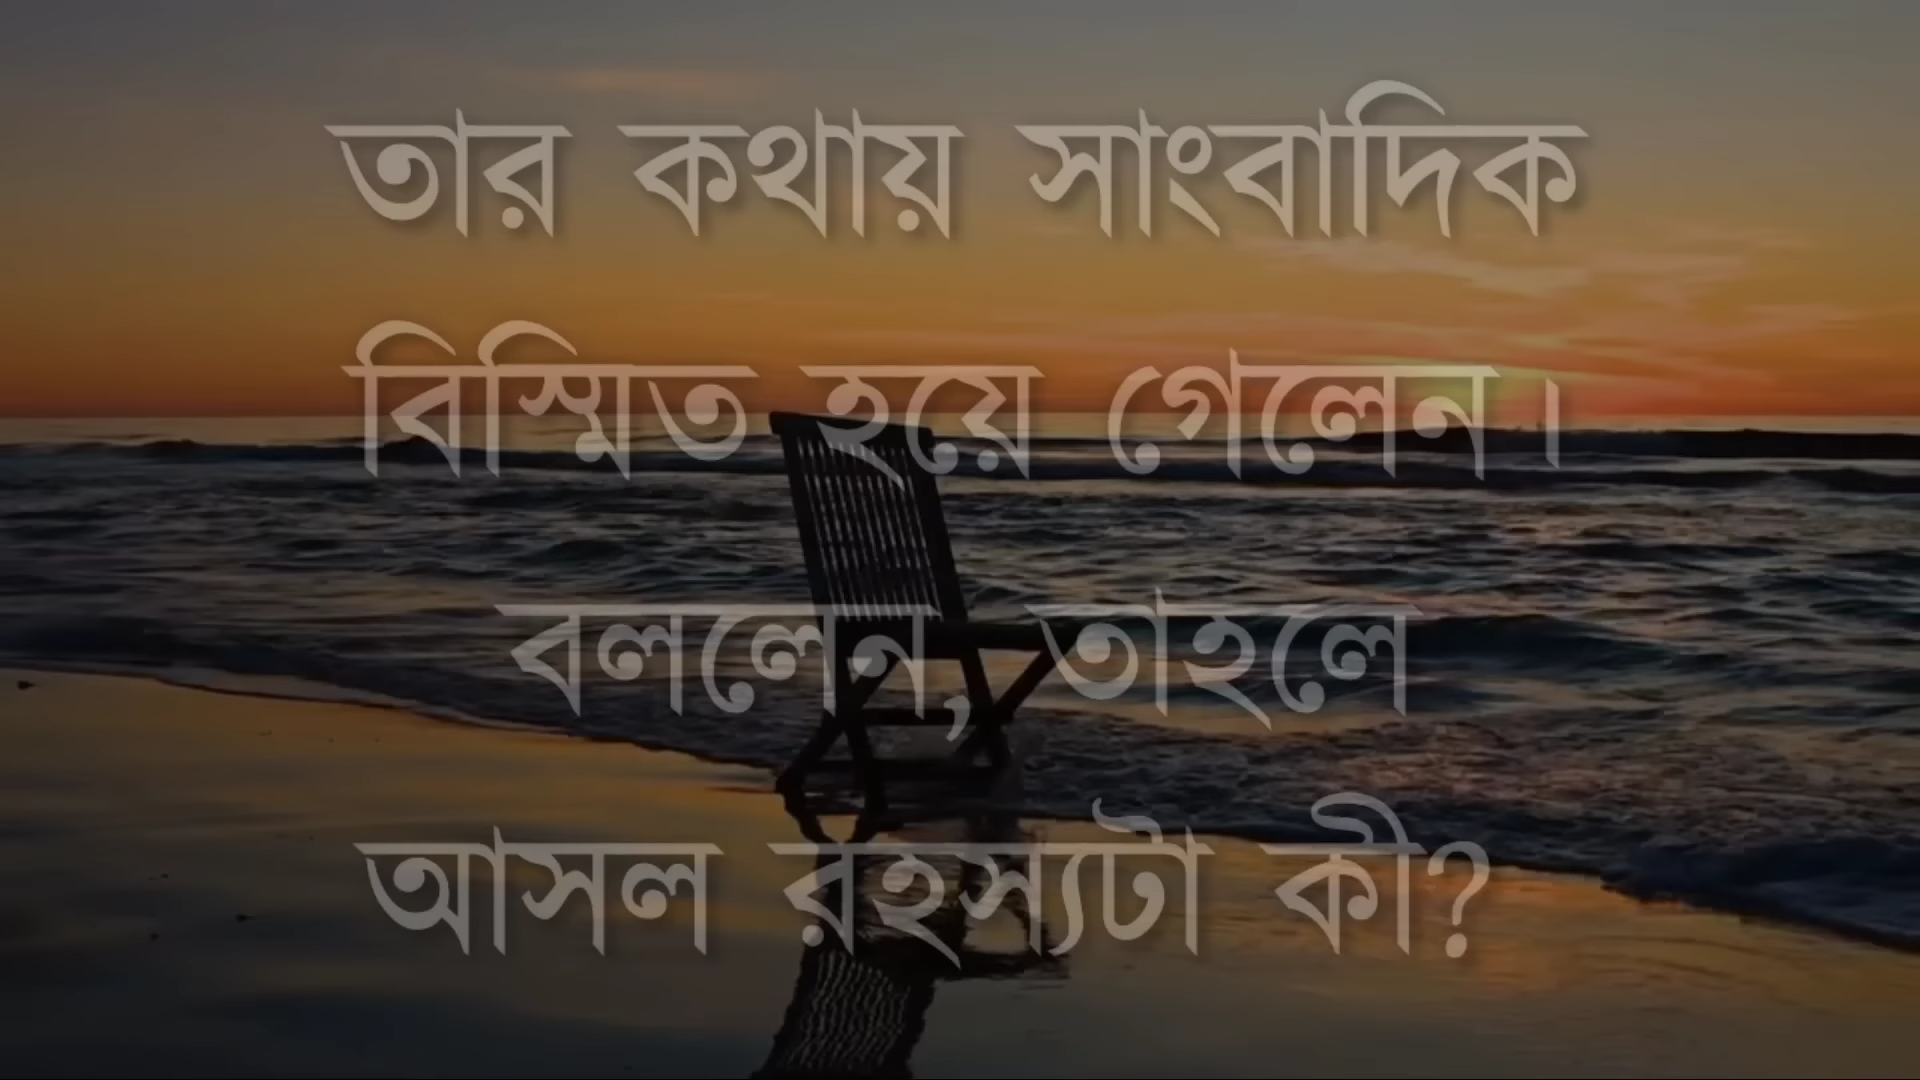 তার কথায় সাংবাদিক
বিস্মিত হয়ে গেলেন।
বললেন, তাহলে
আসল রহস্যটা কী?